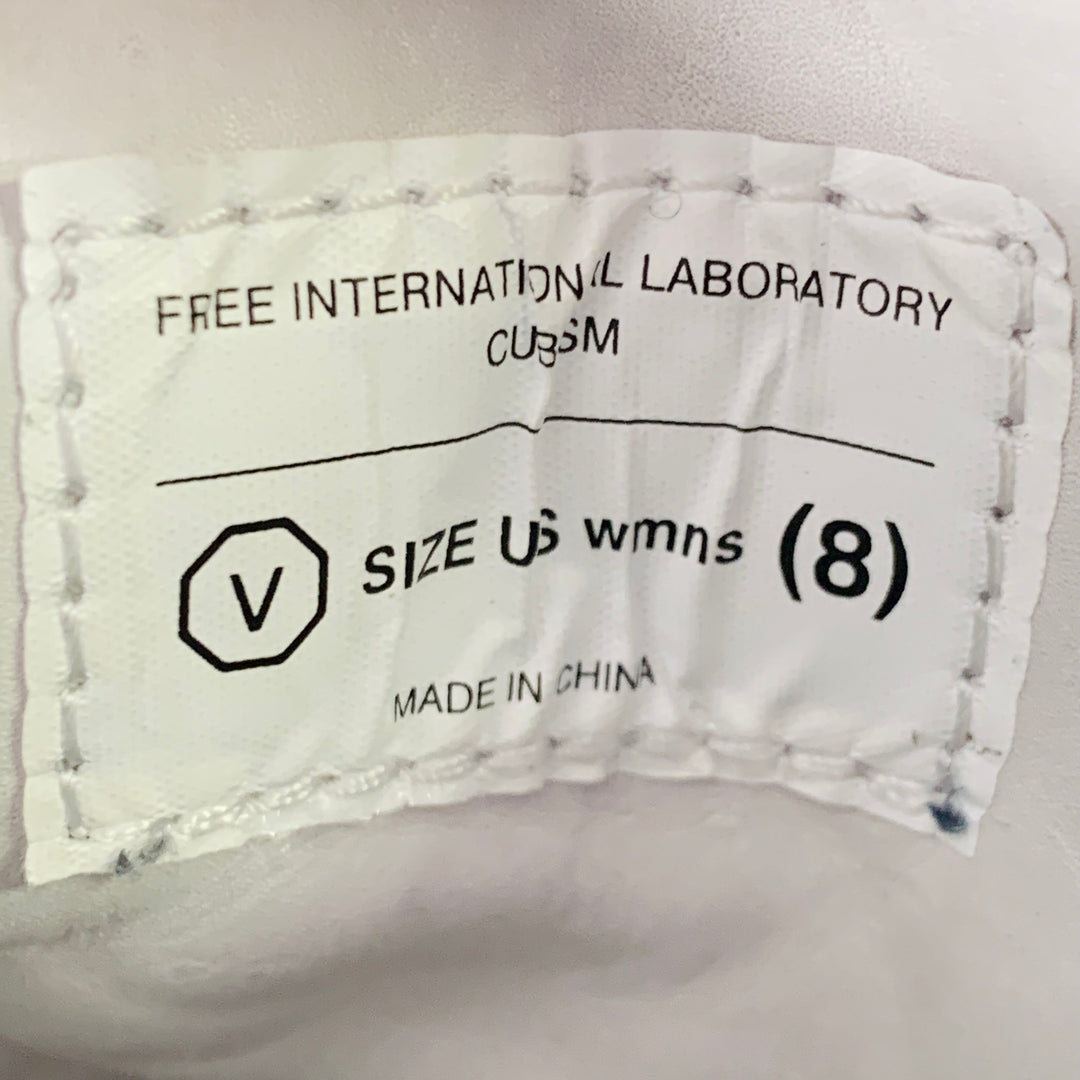 FREE INTERNATIONAL LABORATORY
CUBSM
V SIZE US wmns (8)
MADE IN CHINA